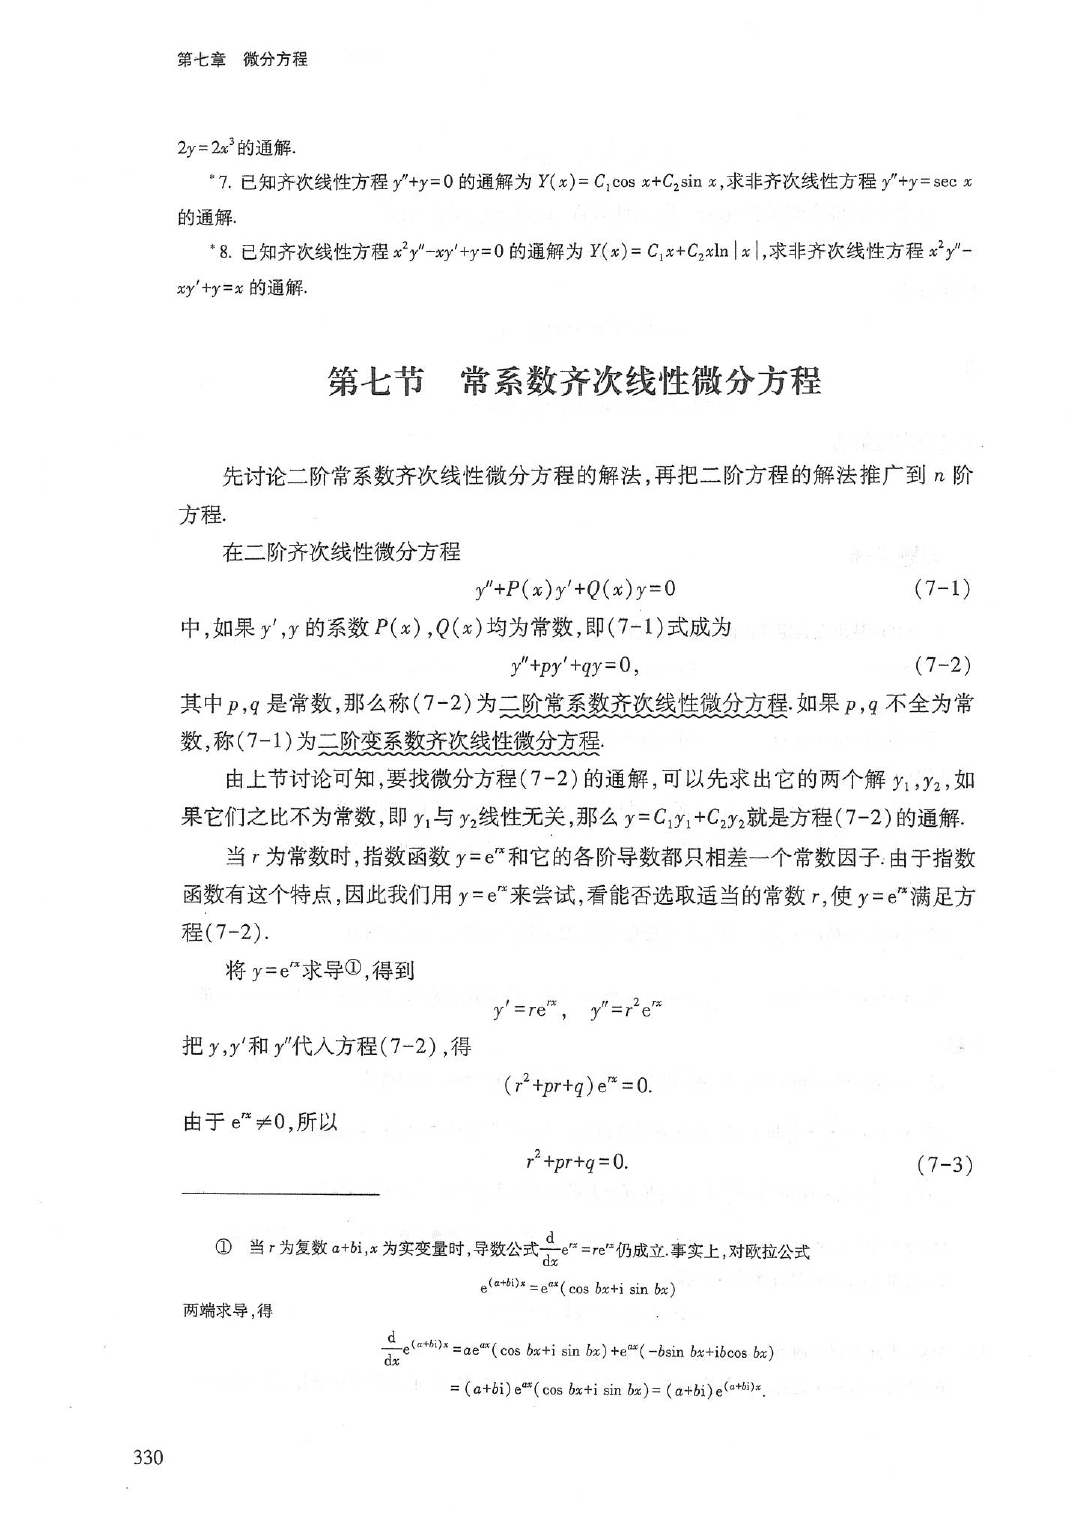 第七章　微分方程
2y=2x³的通解.
*7. 已知齐次线性方程 y″+y=0 的通解为 Y(x)= C₁cos x+C₂sin x,求非齐次线性方程 y″+y=sec x
的通解.
*8. 已知齐次线性方程 x²y″-xy′+y=0 的通解为 Y(x)= C₁x+C₂xln|x|,求非齐次线性方程 x²y″-
xy′+y=x 的通解.
第七节　常系数齐次线性微分方程
先讨论二阶常系数齐次线性微分方程的解法,再把二阶方程的解法推广到 n 阶
方程.
在二阶齐次线性微分方程
y″+P(x)y′+Q(x)y=0 (7-1)
中,如果 y′,y 的系数 P(x),Q(x)均为常数,即(7-1)式成为
y″+py′+qy=0, (7-2)
其中 p,q 是常数,那么称(7-2)为二阶常系数齐次线性微分方程.如果 p,q 不全为常
数,称(7-1)为二阶变系数齐次线性微分方程.
由上节讨论可知,要找微分方程(7-2)的通解,可以先求出它的两个解 y₁,y₂,如
果它们之比不为常数,即 y₁与 y₂线性无关,那么 y=C₁y₁+C₂y₂就是方程(7-2)的通解.
当 r 为常数时,指数函数 y=e^{rx}和它的各阶导数都只相差一个常数因子.由于指数
函数有这个特点,因此我们用 y=e^{rx}来尝试,看能否选取适当的常数 r,使 y=e^{rx}满足方
程(7-2).
将 y=e^{rx}求导①,得到
y′=re^{rx}, y″=r²e^{rx}
把 y,y′和 y″代入方程(7-2),得
(r²+pr+q)e^{rx}=0.
由于 e^{rx}≠0,所以
r²+pr+q=0. (7-3)
①　当 r 为复数 a+bi,x 为实变量时,导数公式 d/dx e^{rx}=re^{rx}仍成立.事实上,对欧拉公式
e^{(a+bi)x}=e^{ax}(cos bx+i sin bx)
两端求导,得
d/dx e^{(a+bi)x}=ae^{ax}(cos bx+i sin bx)+e^{ax}(-bsin bx+ibcos bx)
=(a+bi)e^{ax}(cos bx+i sin bx)=(a+bi)e^{(a+bi)x}.
330